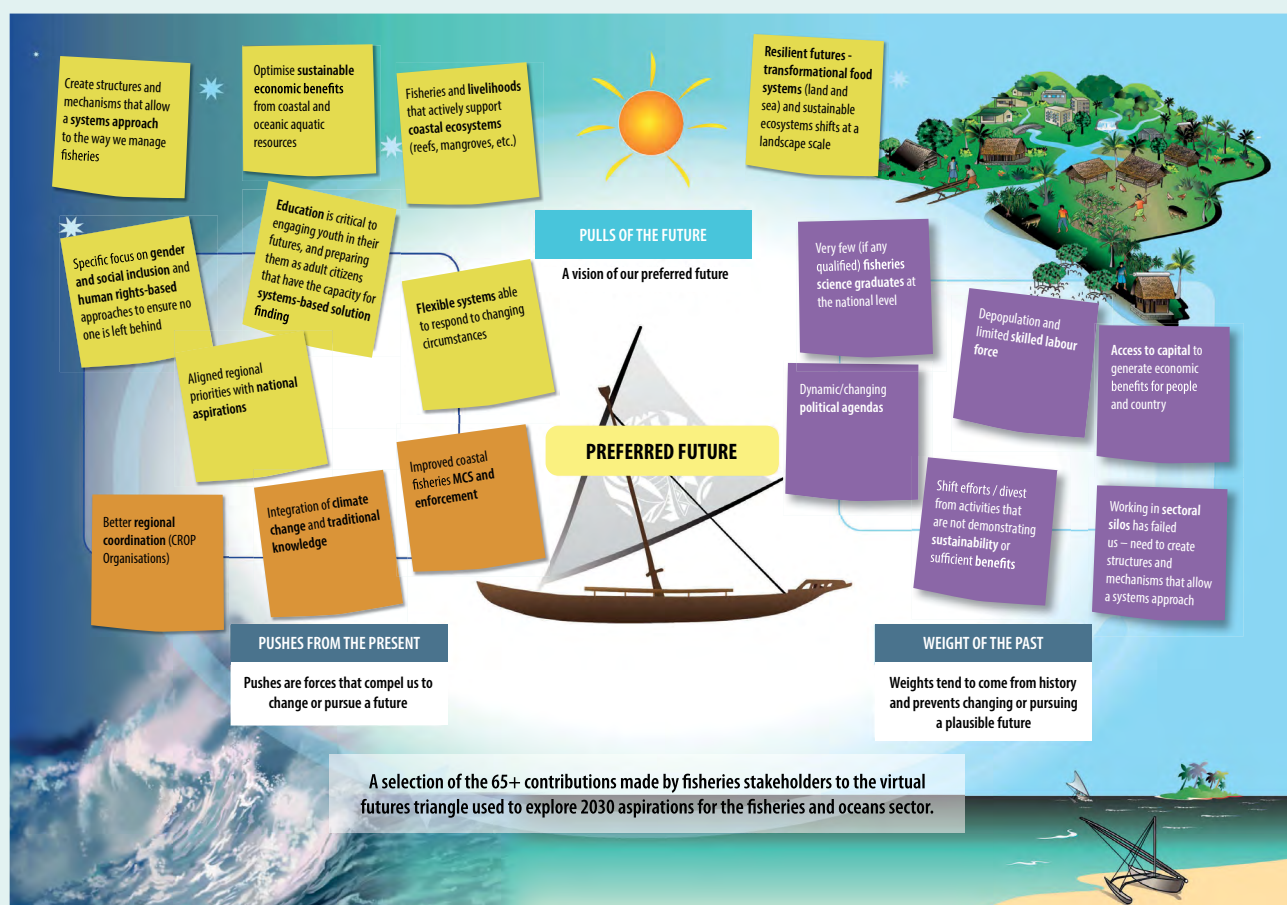 Create structures and
mechanisms that allow
a systems approach
to the way we manage
fisheries
Optimise sustainable
economic benefits
from coastal and
oceanic aquatic
resources
Fisheries and livelihoods
that actively support
coastal ecosystems
(reefs, mangroves, etc.)
Resilient futures -
transformational food
systems (land and
sea) and sustainable
ecosystems shifts at a
landscape scale
Specific focus on gender
and social inclusion and
human rights-based
approaches to ensure no
one is left behind
Education is critical to
engaging youth in their
futures, and preparing
them as adult citizens
that have the capacity for
systems-based solution
finding
Flexible systems able
to respond to changing
circumstances
Aligned regional
priorities with national
aspirations
PULLS OF THE FUTURE
A vision of our preferred future
Very few (if any
qualified) fisheries
science graduates at
the national level
Depopulation and
limited skilled labour
force
Access to capital to
generate economic
benefits for people
and country
Dynamic/changing
political agendas
PREFERRED FUTURE
Better regional
coordination (CROP
Organisations)
Integration of climate
change and traditional
knowledge
Improved coastal
fisheries MCS and
enforcement
Shift efforts / divest
from activities that
are not demonstrating
sustainability or
sufficient benefits
Working in sectoral
silos has failed
us – need to create
structures and
mechanisms that allow
a systems approach
PUSHES FROM THE PRESENT
Pushes are forces that compel us to
change or pursue a future
WEIGHT OF THE PAST
Weights tend to come from history
and prevents changing or pursuing
a plausible future
A selection of the 65+ contributions made by fisheries stakeholders to the virtual
futures triangle used to explore 2030 aspirations for the fisheries and oceans sector.